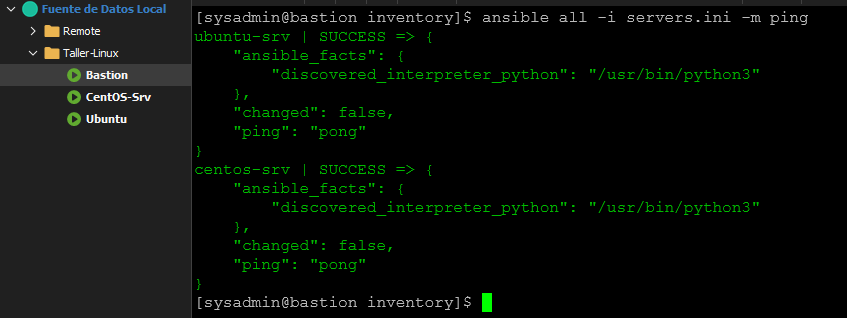 Fuente de Datos Local
Remote
Taller-Linux
Bastion
CentOS-Srv
Ubuntu
[sysadmin@bastion inventory]$ ansible all -i servers.ini -m ping
ubuntu-srv | SUCCESS => {
    "ansible_facts": {
        "discovered_interpreter_python": "/usr/bin/python3"
    },
    "changed": false,
    "ping": "pong"
}
centos-srv | SUCCESS => {
    "ansible_facts": {
        "discovered_interpreter_python": "/usr/bin/python3"
    },
    "changed": false,
    "ping": "pong"
}
[sysadmin@bastion inventory]$